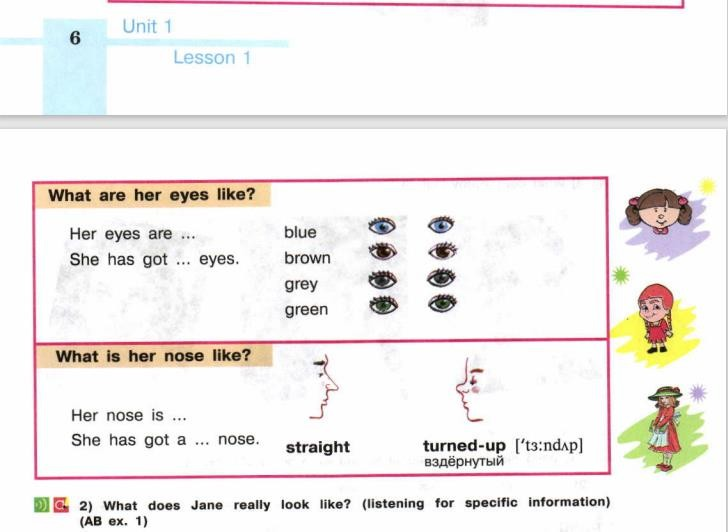 6
Unit 1
Lesson 1
What are her eyes like?
Her eyes are ...
She has got ... eyes.
blue
brown
grey
green
What is her nose like?
Her nose is ...
She has got a ... nose.
straight
turned-up ['tɜ:ndʌp]
вздёрнутый
2) What does Jane really look like? (listening for specific information)
(AB ex. 1)